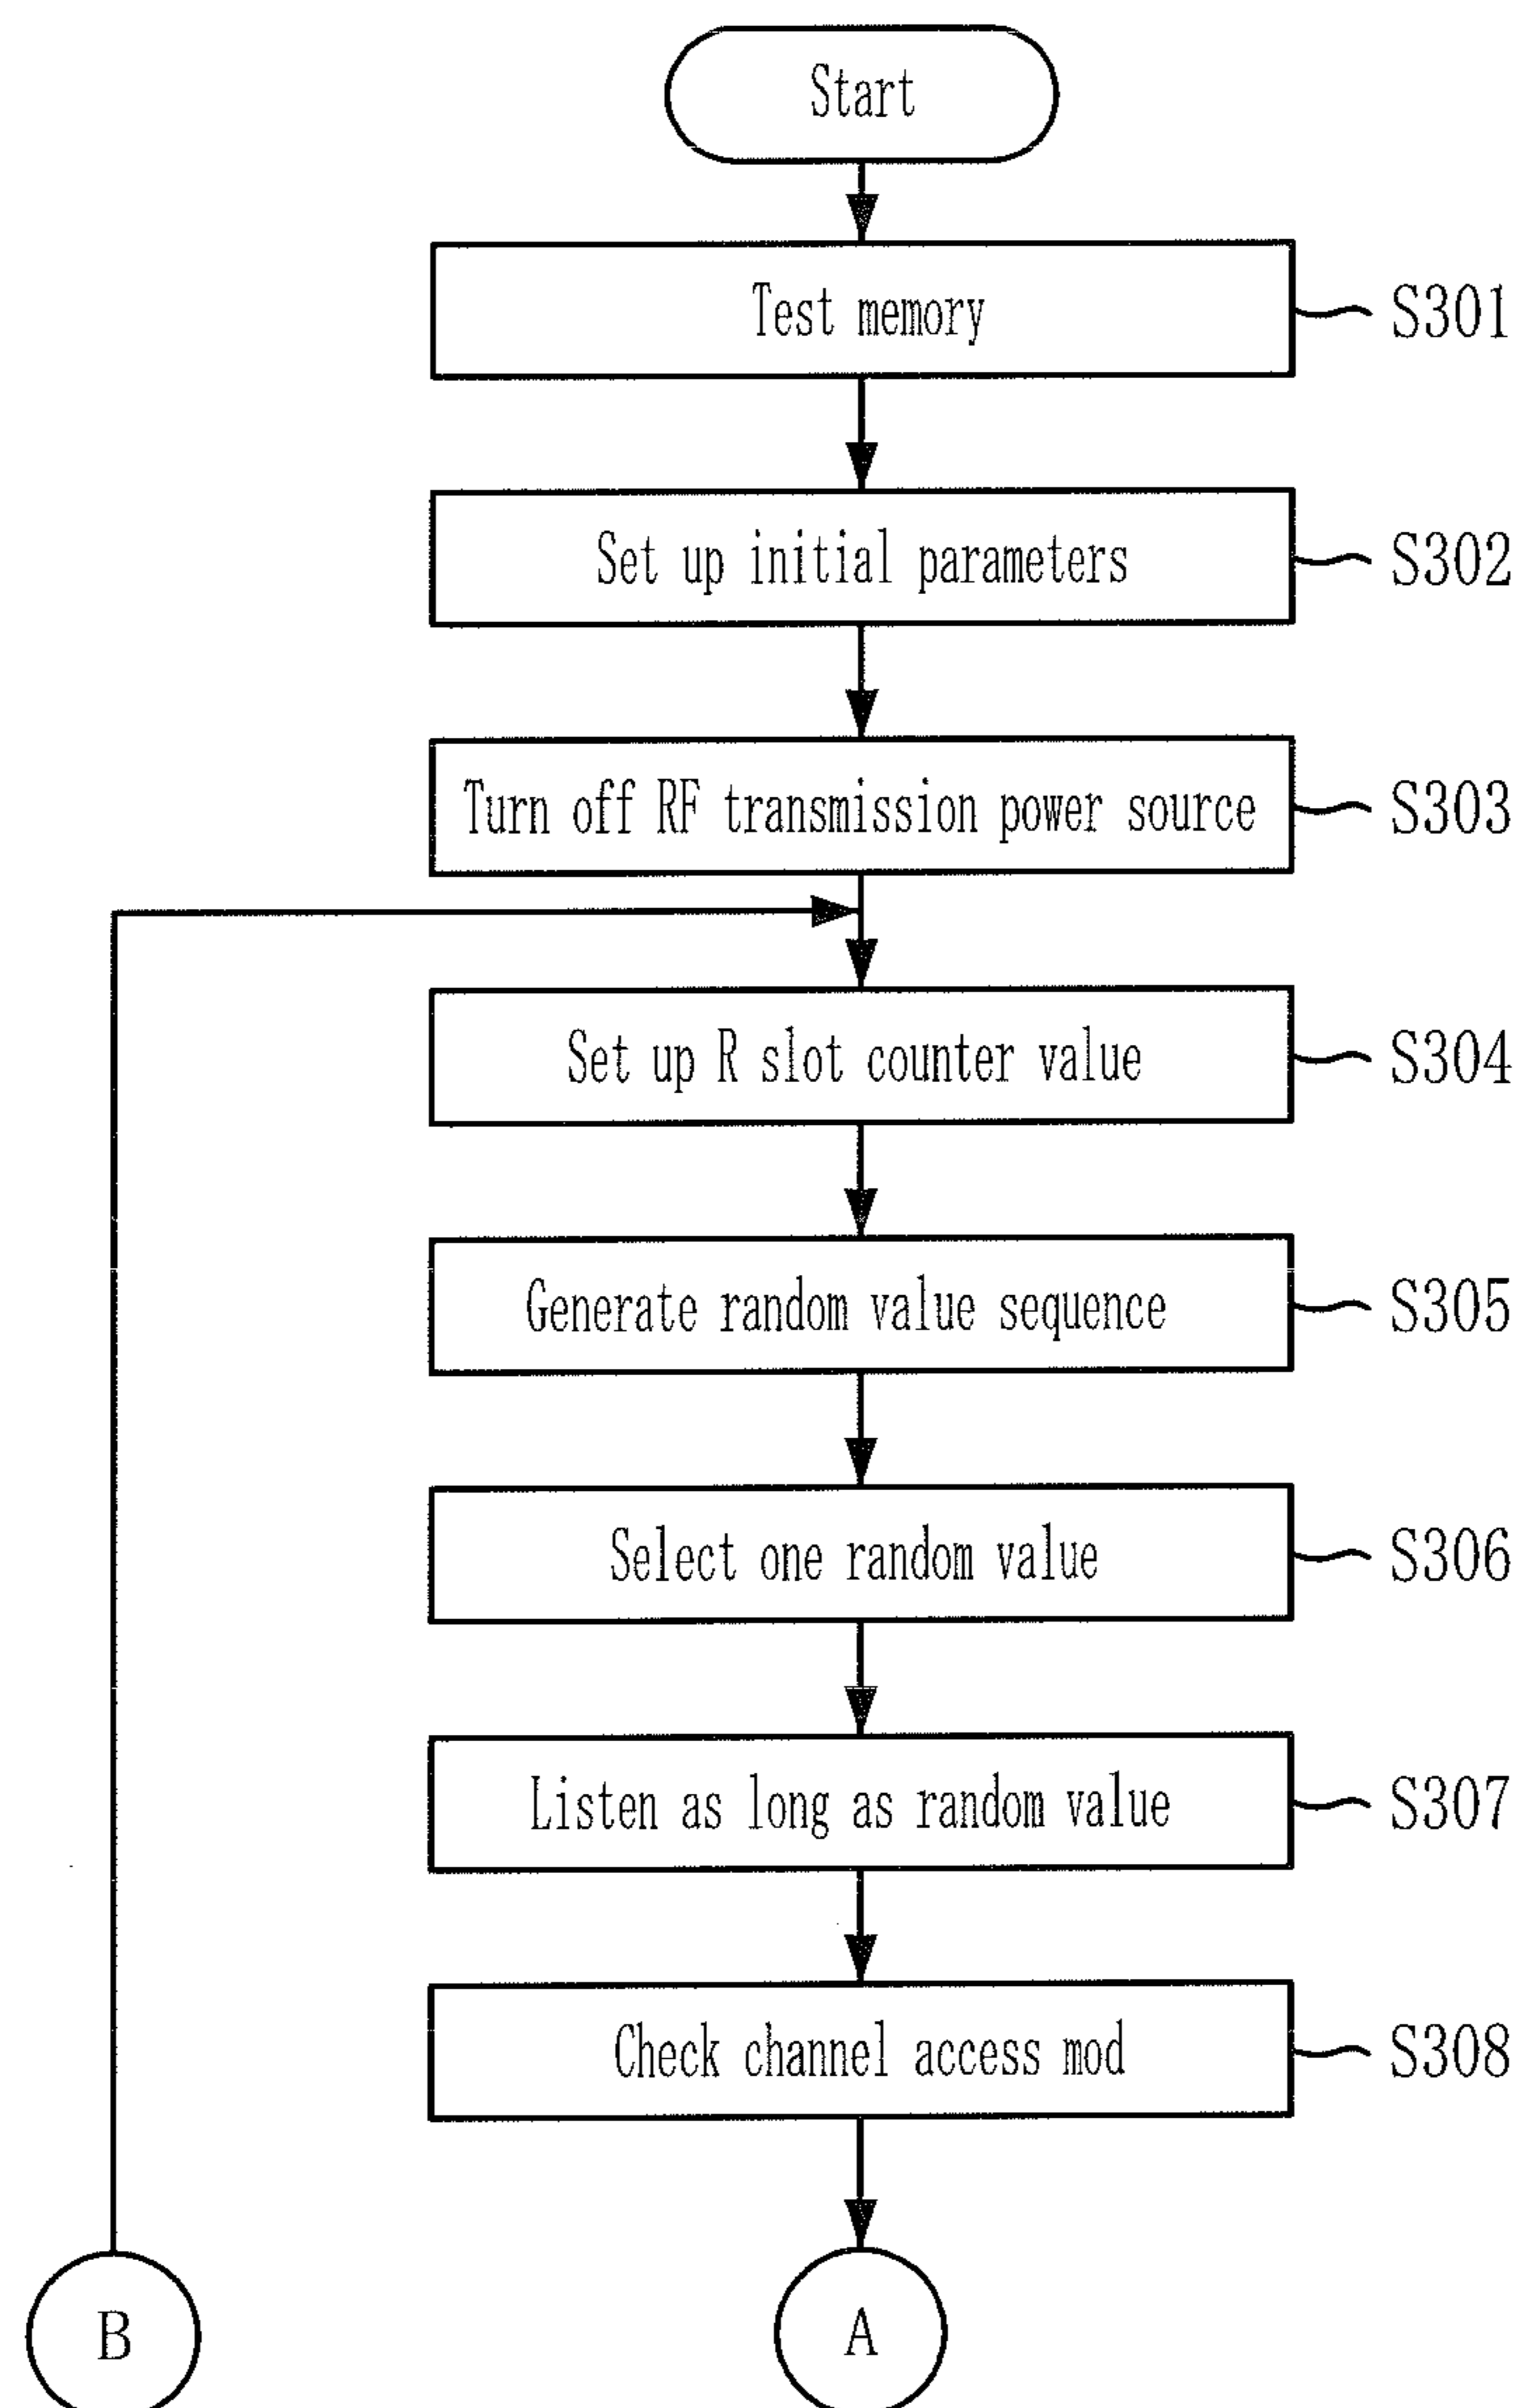 Start
Test memory
S301
Set up initial parameters
S302
Turn off RF transmission power source
S303
Set up R slot counter value
S304
Generate random value sequence
S305
Select one random value
S306
Listen as long as random value
S307
Check channel access mod
S308
B
A